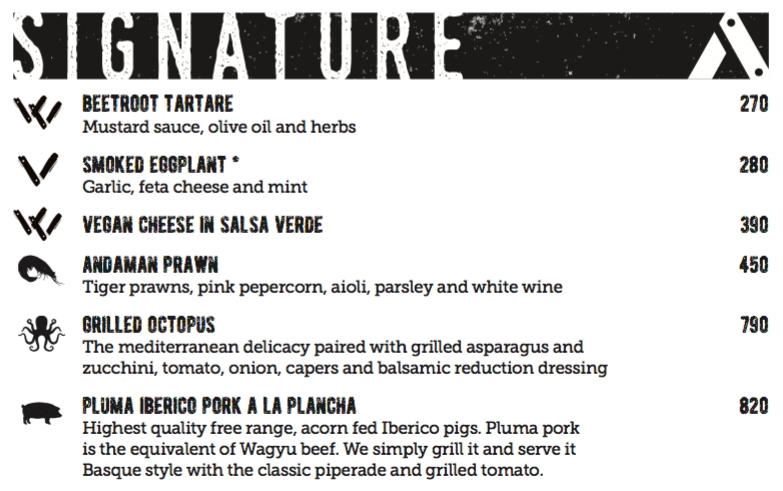 SIGNATURE
BEETROOT TARTARE 270
Mustard sauce, olive oil and herbs
SMOKED EGGPLANT * 280
Garlic, feta cheese and mint
VEGAN CHEESE IN SALSA VERDE 390
ANDAMAN PRAWN 450
Tiger prawns, pink pepercorn, aioli, parsley and white wine
GRILLED OCTOPUS 790
The mediterranean delicacy paired with grilled asparagus and
zucchini, tomato, onion, capers and balsamic reduction dressing
PLUMA IBERICO PORK A LA PLANCHA 820
Highest quality free range, acorn fed Iberico pigs. Pluma pork
is the equivalent of Wagyu beef. We simply grill it and serve it
Basque style with the classic piperade and grilled tomato.